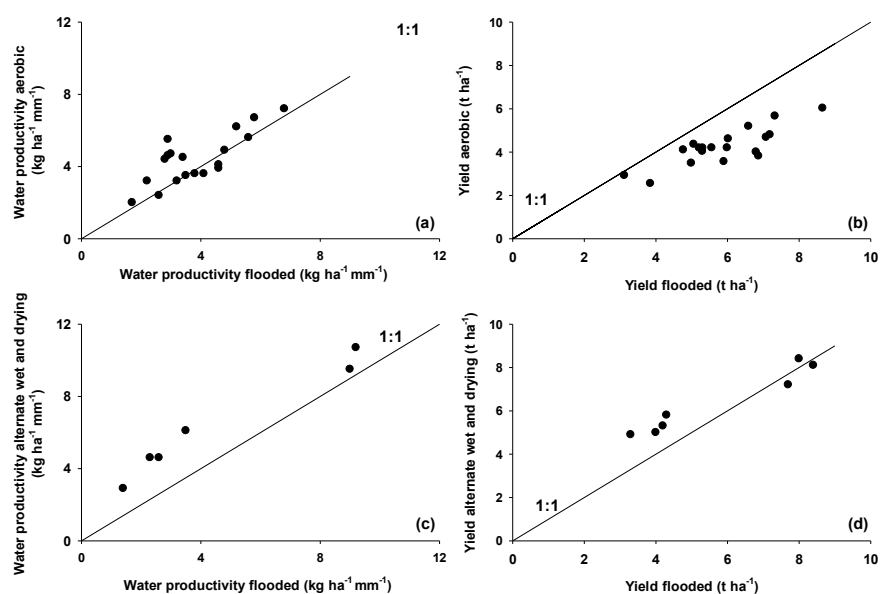 Water productivity aerobic
(kg ha⁻¹ mm⁻¹)
12
8
4
0
0 4 8 12
1:1
(a)
Water productivity flooded (kg ha⁻¹ mm⁻¹)
Yield aerobic (t ha⁻¹)
10
8
6
4
2
0
0 2 4 6 8 10
1:1
(b)
Yield flooded (t ha⁻¹)
Water productivity alternate wet and drying
(kg ha⁻¹ mm⁻¹)
12
8
4
0
0 4 8 12
1:1
(c)
Water productivity flooded (kg ha⁻¹ mm⁻¹)
Yield alternate wet and drying (t ha⁻¹)
10
8
6
4
2
0
0 2 4 6 8 10
1:1
(d)
Yield flooded (t ha⁻¹)